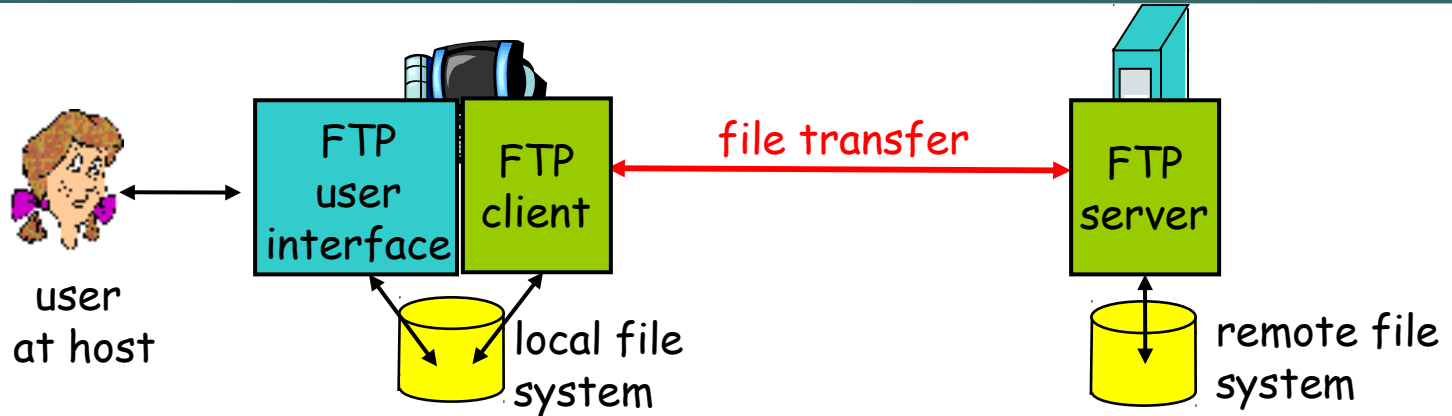 user
at host
FTP
user
interface
FTP
client
local file
system
file transfer
FTP
server
remote file
system